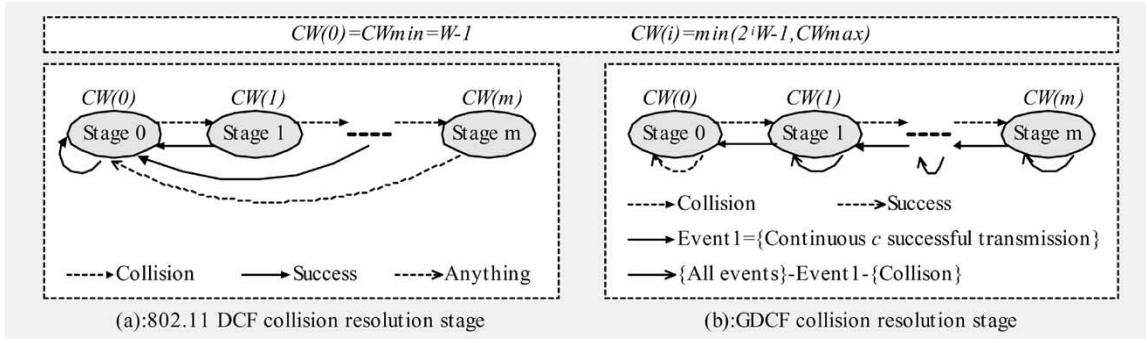 CW(0)=CWmin=W-1 CW(i)=min(2^iW-1,CWmax)
CW(0) CW(1) CW(m)
Stage 0 Stage 1 Stage m
Collision Success Anything
(a):802.11 DCF collision resolution stage
CW(0) CW(1) CW(m)
Stage 0 Stage 1 Stage m
Collision Success
Event1={Continuous c successful transmission}
{All events}-Event1-{Collison}
(b):GDCF collision resolution stage